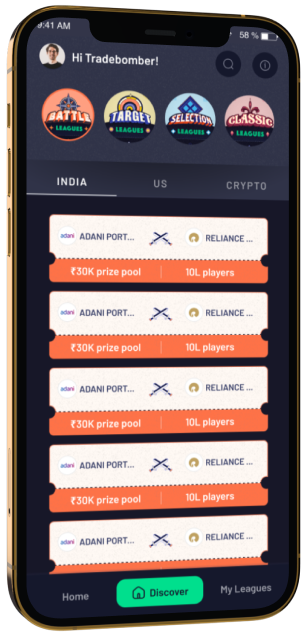 9:41 AM
58 %
Hi Tradebomber!
BATTLE
LEAGUES
TARGET
LEAGUES
SELECTION
LEAGUES
CLASSIC
LEAGUES
INDIA
US
CRYPTO
adani ADANI PORT... RELIANCE ...
₹30K prize pool 10L players
adani ADANI PORT... RELIANCE ...
₹30K prize pool 10L players
adani ADANI PORT... RELIANCE ...
₹30K prize pool 10L players
adani ADANI PORT... RELIANCE ...
₹30K prize pool 10L players
adani ADANI PORT... RELIANCE ...
Home
Discover
My Leagues